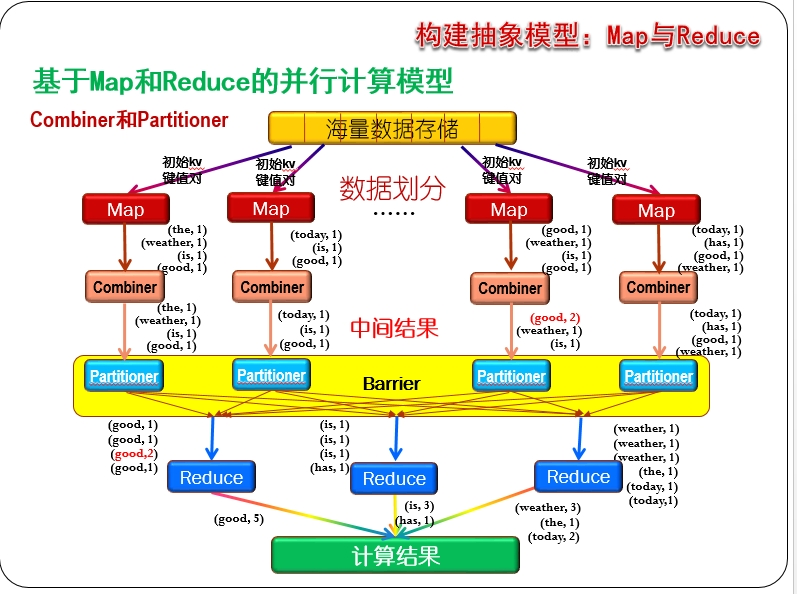 构建抽象模型：Map与Reduce
基于Map和Reduce的并行计算模型
Combiner和Partitioner
海量数据存储
初始kv
键值对
初始kv
键值对
初始kv
键值对
初始kv
键值对
数据划分
……
Map
Map
Map
Map
(the, 1)
(weather, 1)
(is, 1)
(good, 1)
(today, 1)
(is, 1)
(good, 1)
(good, 1)
(weather, 1)
(is, 1)
(good, 1)
(today, 1)
(has, 1)
(good, 1)
(weather, 1)
Combiner
Combiner
Combiner
Combiner
(the, 1)
(weather, 1)
(is, 1)
(good, 1)
(today, 1)
(is, 1)
(good, 1)
中间结果
(good, 2)
(weather, 1)
(is, 1)
(today, 1)
(has, 1)
(good, 1)
(weather, 1)
Partitioner
Partitioner
Barrier
Partitioner
Partitioner
(good, 1)
(good, 1)
(good,2)
(good,1)
(is, 1)
(is, 1)
(is, 1)
(has, 1)
(weather, 1)
(weather, 1)
(weather, 1)
(the, 1)
(today, 1)
(today,1)
Reduce
Reduce
Reduce
(good, 5)
(is, 3)
(has, 1)
(weather, 3)
(the, 1)
(today, 2)
计算结果